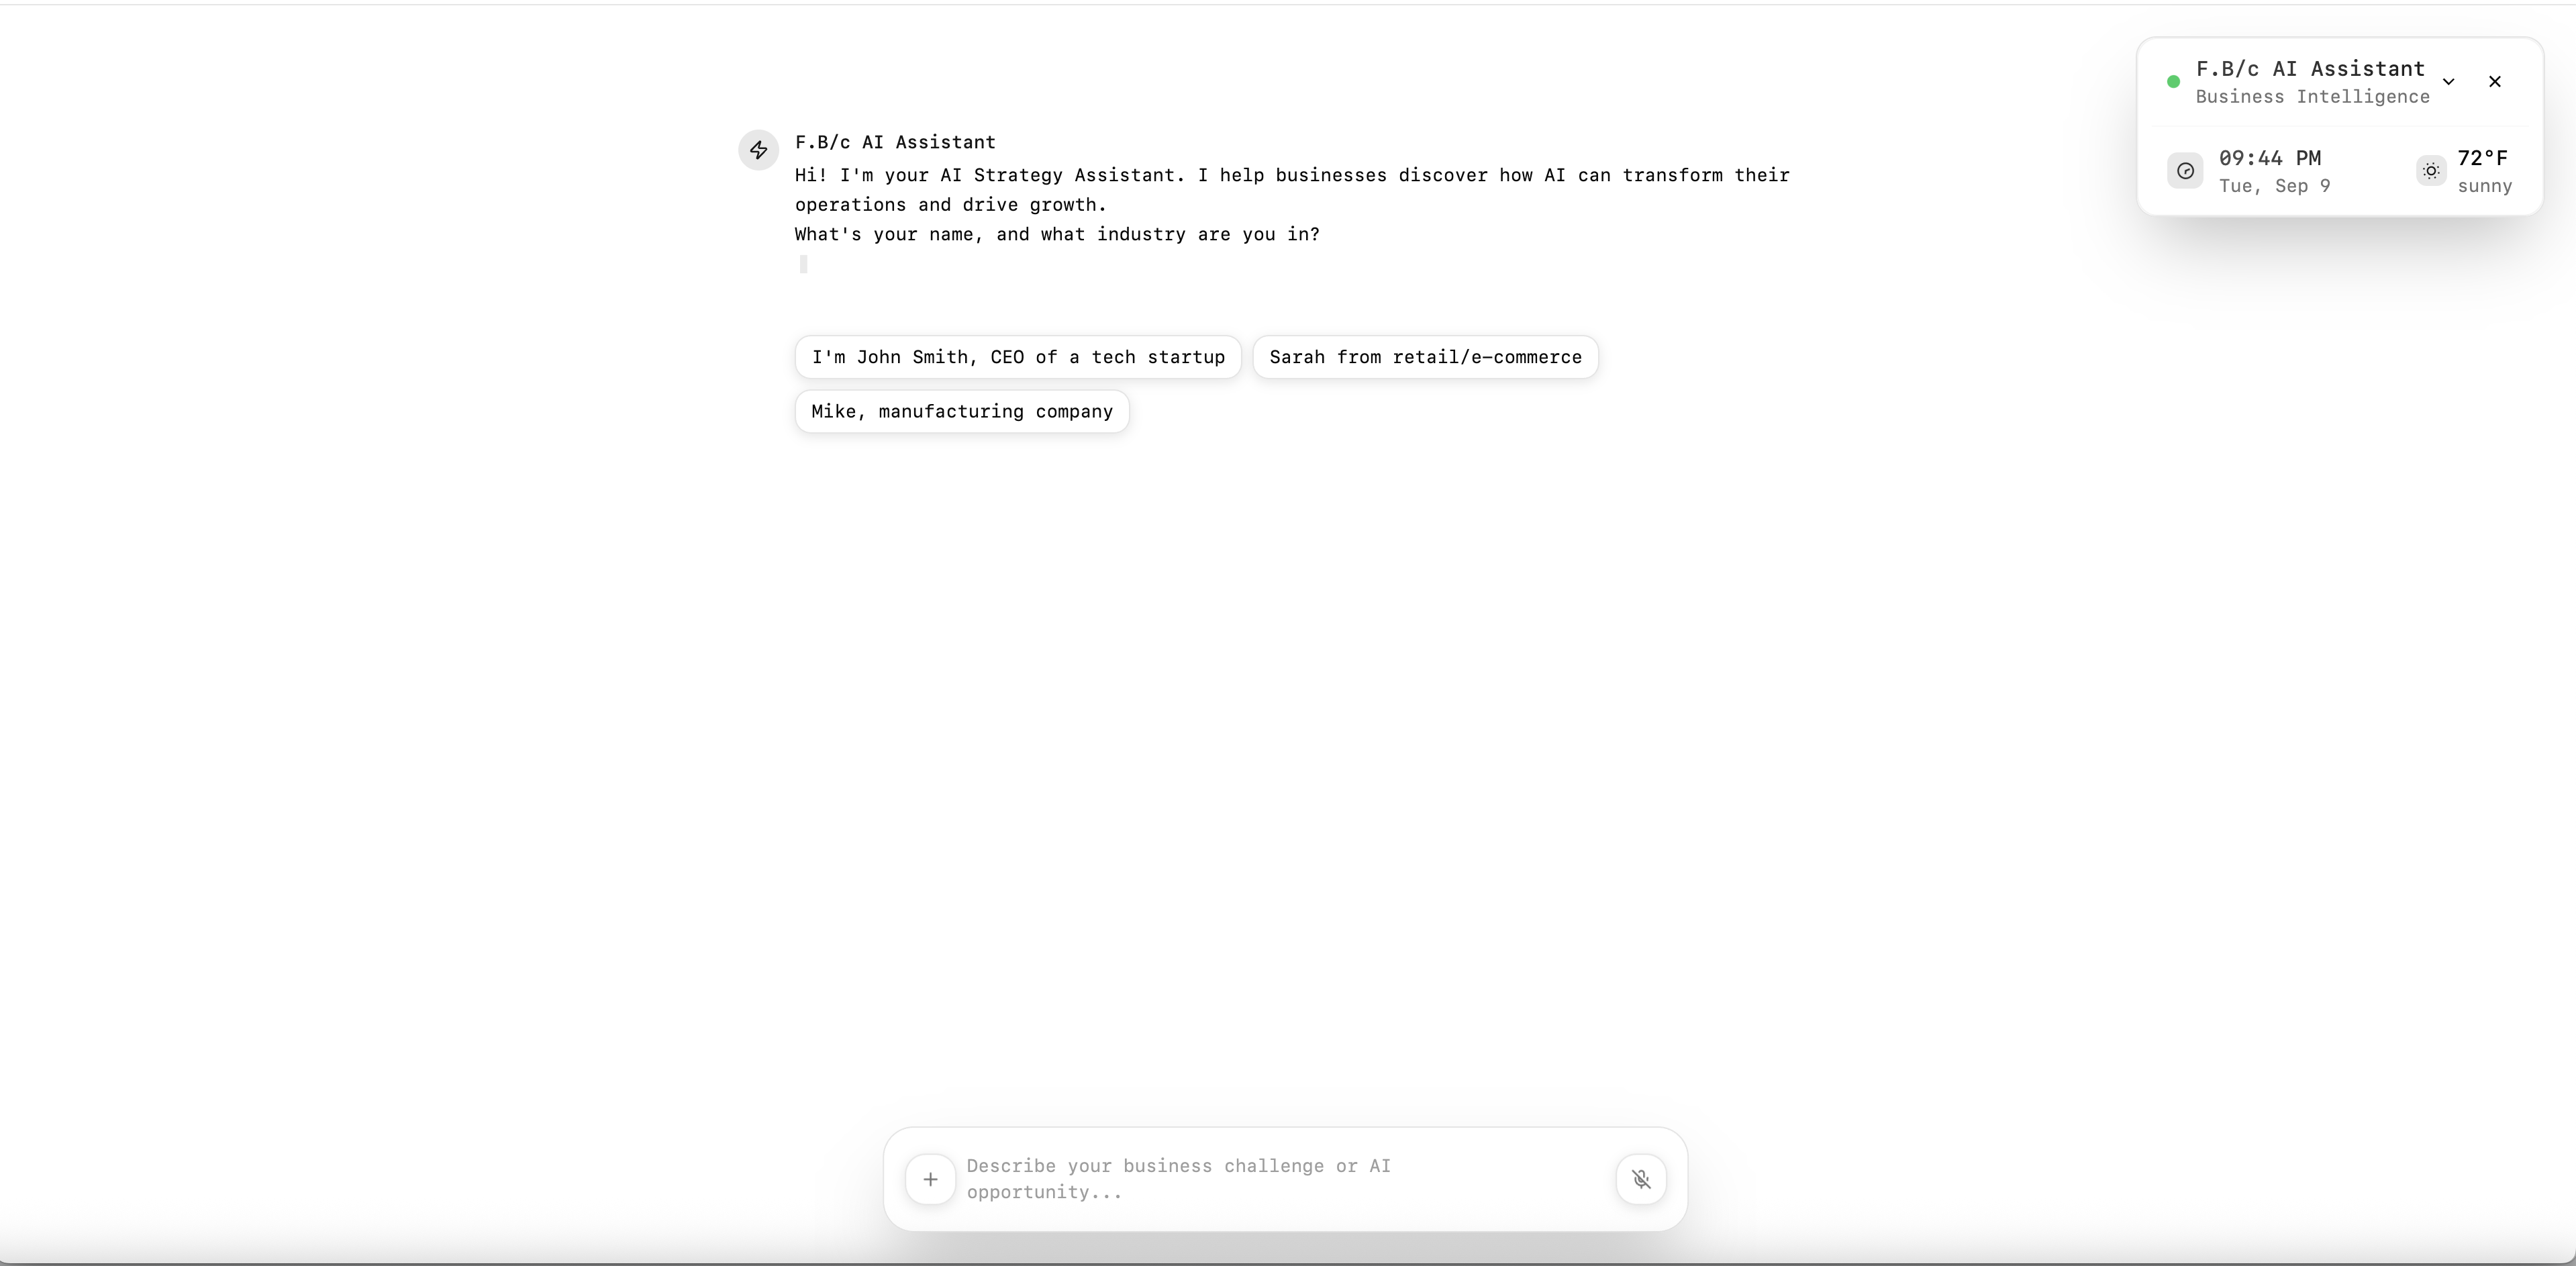 F.B/c AI Assistant
Business Intelligence
09:44 PM
Tue, Sep 9
72°F
sunny
F.B/c AI Assistant
Hi! I'm your AI Strategy Assistant. I help businesses discover how AI can transform their
operations and drive growth.
What's your name, and what industry are you in?
I'm John Smith, CEO of a tech startup
Sarah from retail/e-commerce
Mike, manufacturing company
Describe your business challenge or AI
opportunity...